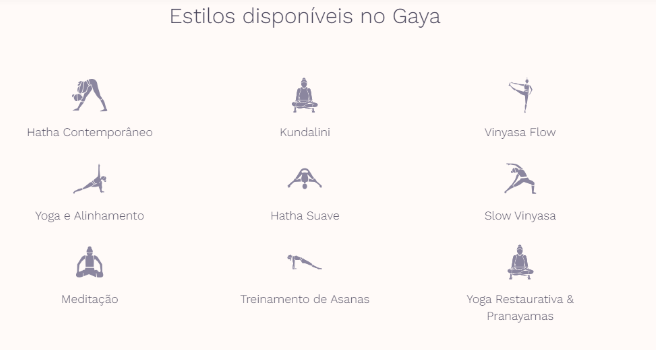 Estilos disponíveis no Gaya
Hatha Contemporâneo
Kundalini
Vinyasa Flow
Yoga e Alinhamento
Hatha Suave
Slow Vinyasa
Meditação
Treinamento de Asanas
Yoga Restaurativa &
Pranayamas